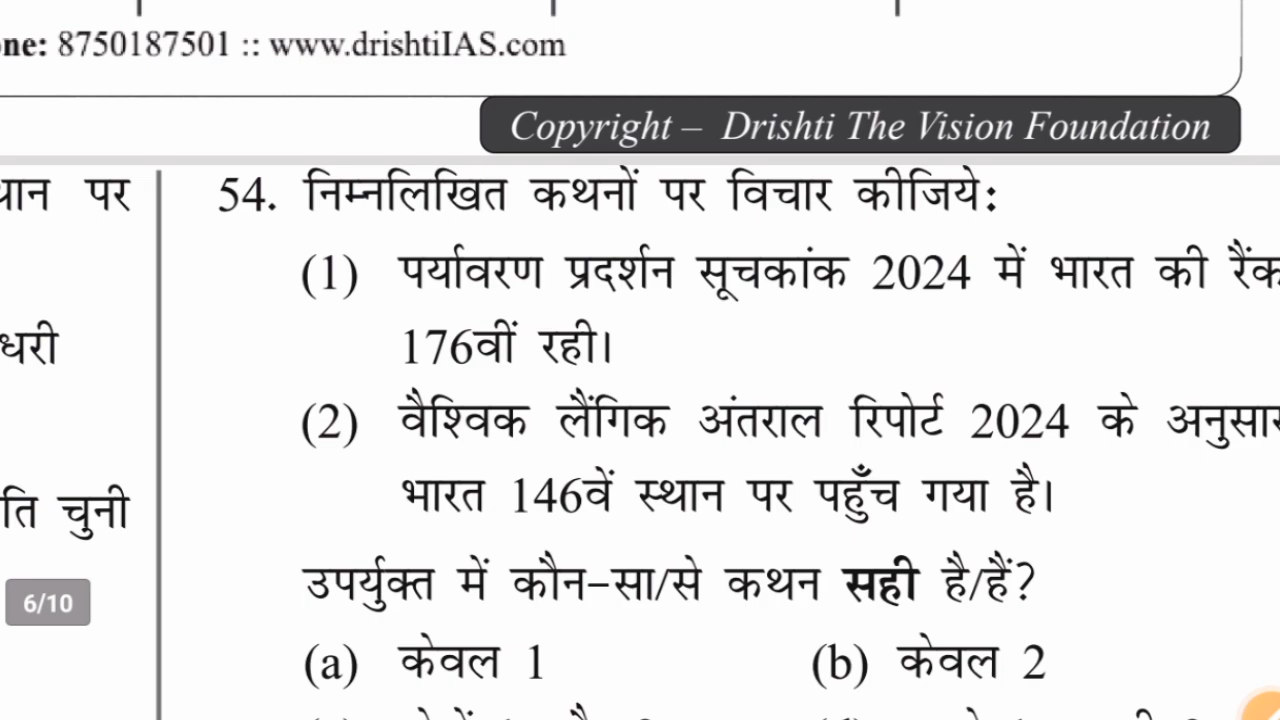 one: 8750187501 :: www.drishtiIAS.com
Copyright – Drishti The Vision Foundation
पर
54. निम्नलिखित कथनों पर विचार कीजिये:
(1) पर्यावरण प्रदर्शन सूचकांक 2024 में भारत की रैंक
धरी
176वीं रही।
(2) वैश्विक लैंगिक अंतराल रिपोर्ट 2024 के अनुसार
ति चुनी
भारत 146वें स्थान पर पहुँच गया है।
उपर्युक्त में कौन-सा/से कथन सही है/हैं?
6/10
(a) केवल 1 (b) केवल 2